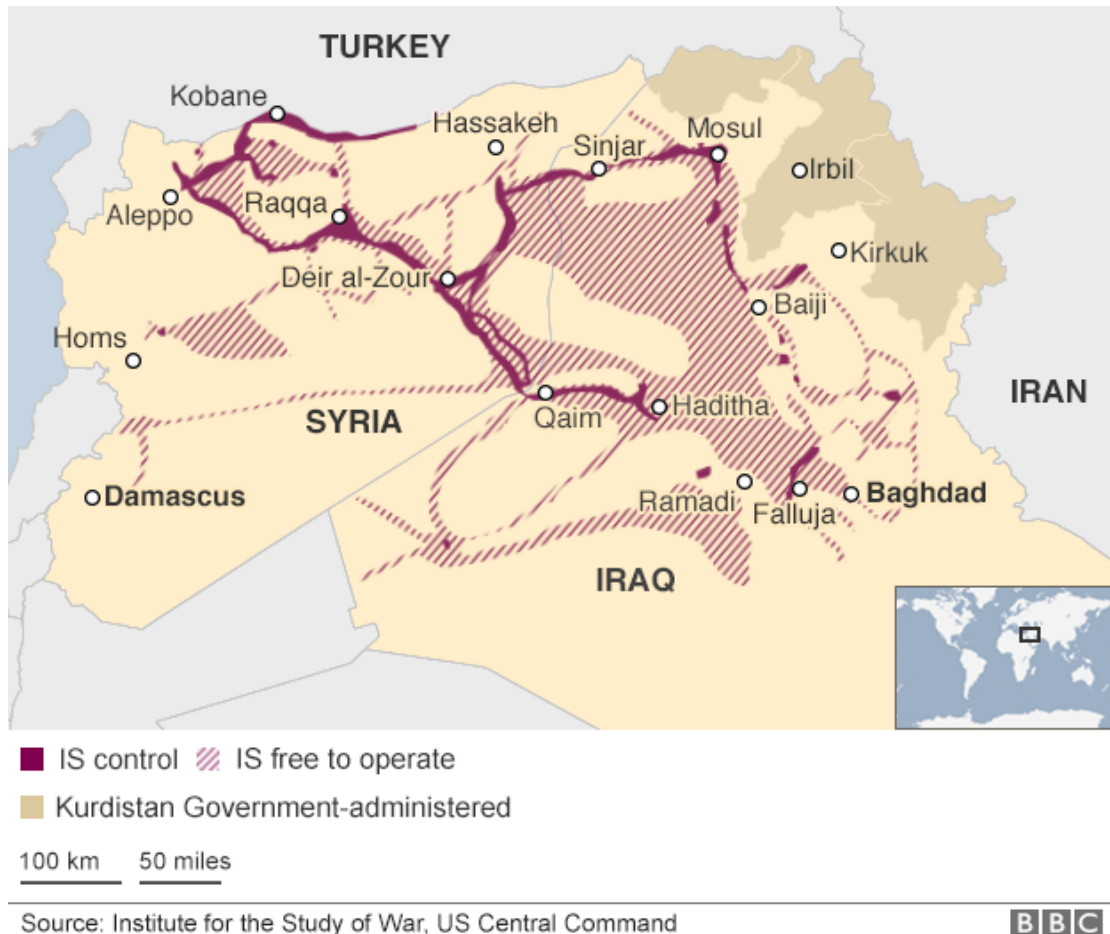 TURKEY
Kobane
Hassakeh
Sinjar
Mosul
Irbil
Aleppo
Raqqa
Kirkuk
Deir al-Zour
Baiji
Homs
IRAN
SYRIA
Qaim
Haditha
Damascus
Ramadi
Falluja
Baghdad
IRAQ
IS control
IS free to operate
Kurdistan Government-administered
100 km
50 miles
Source: Institute for the Study of War, US Central Command
BBC